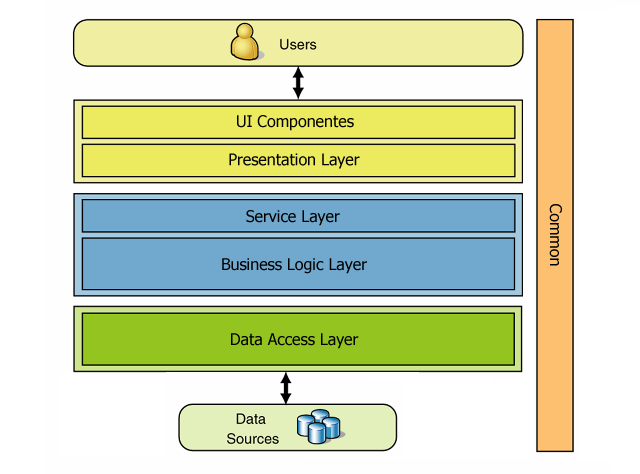 Users
UI Componentes
Presentation Layer
Service Layer
Business Logic Layer
Data Access Layer
Data
Sources
Common